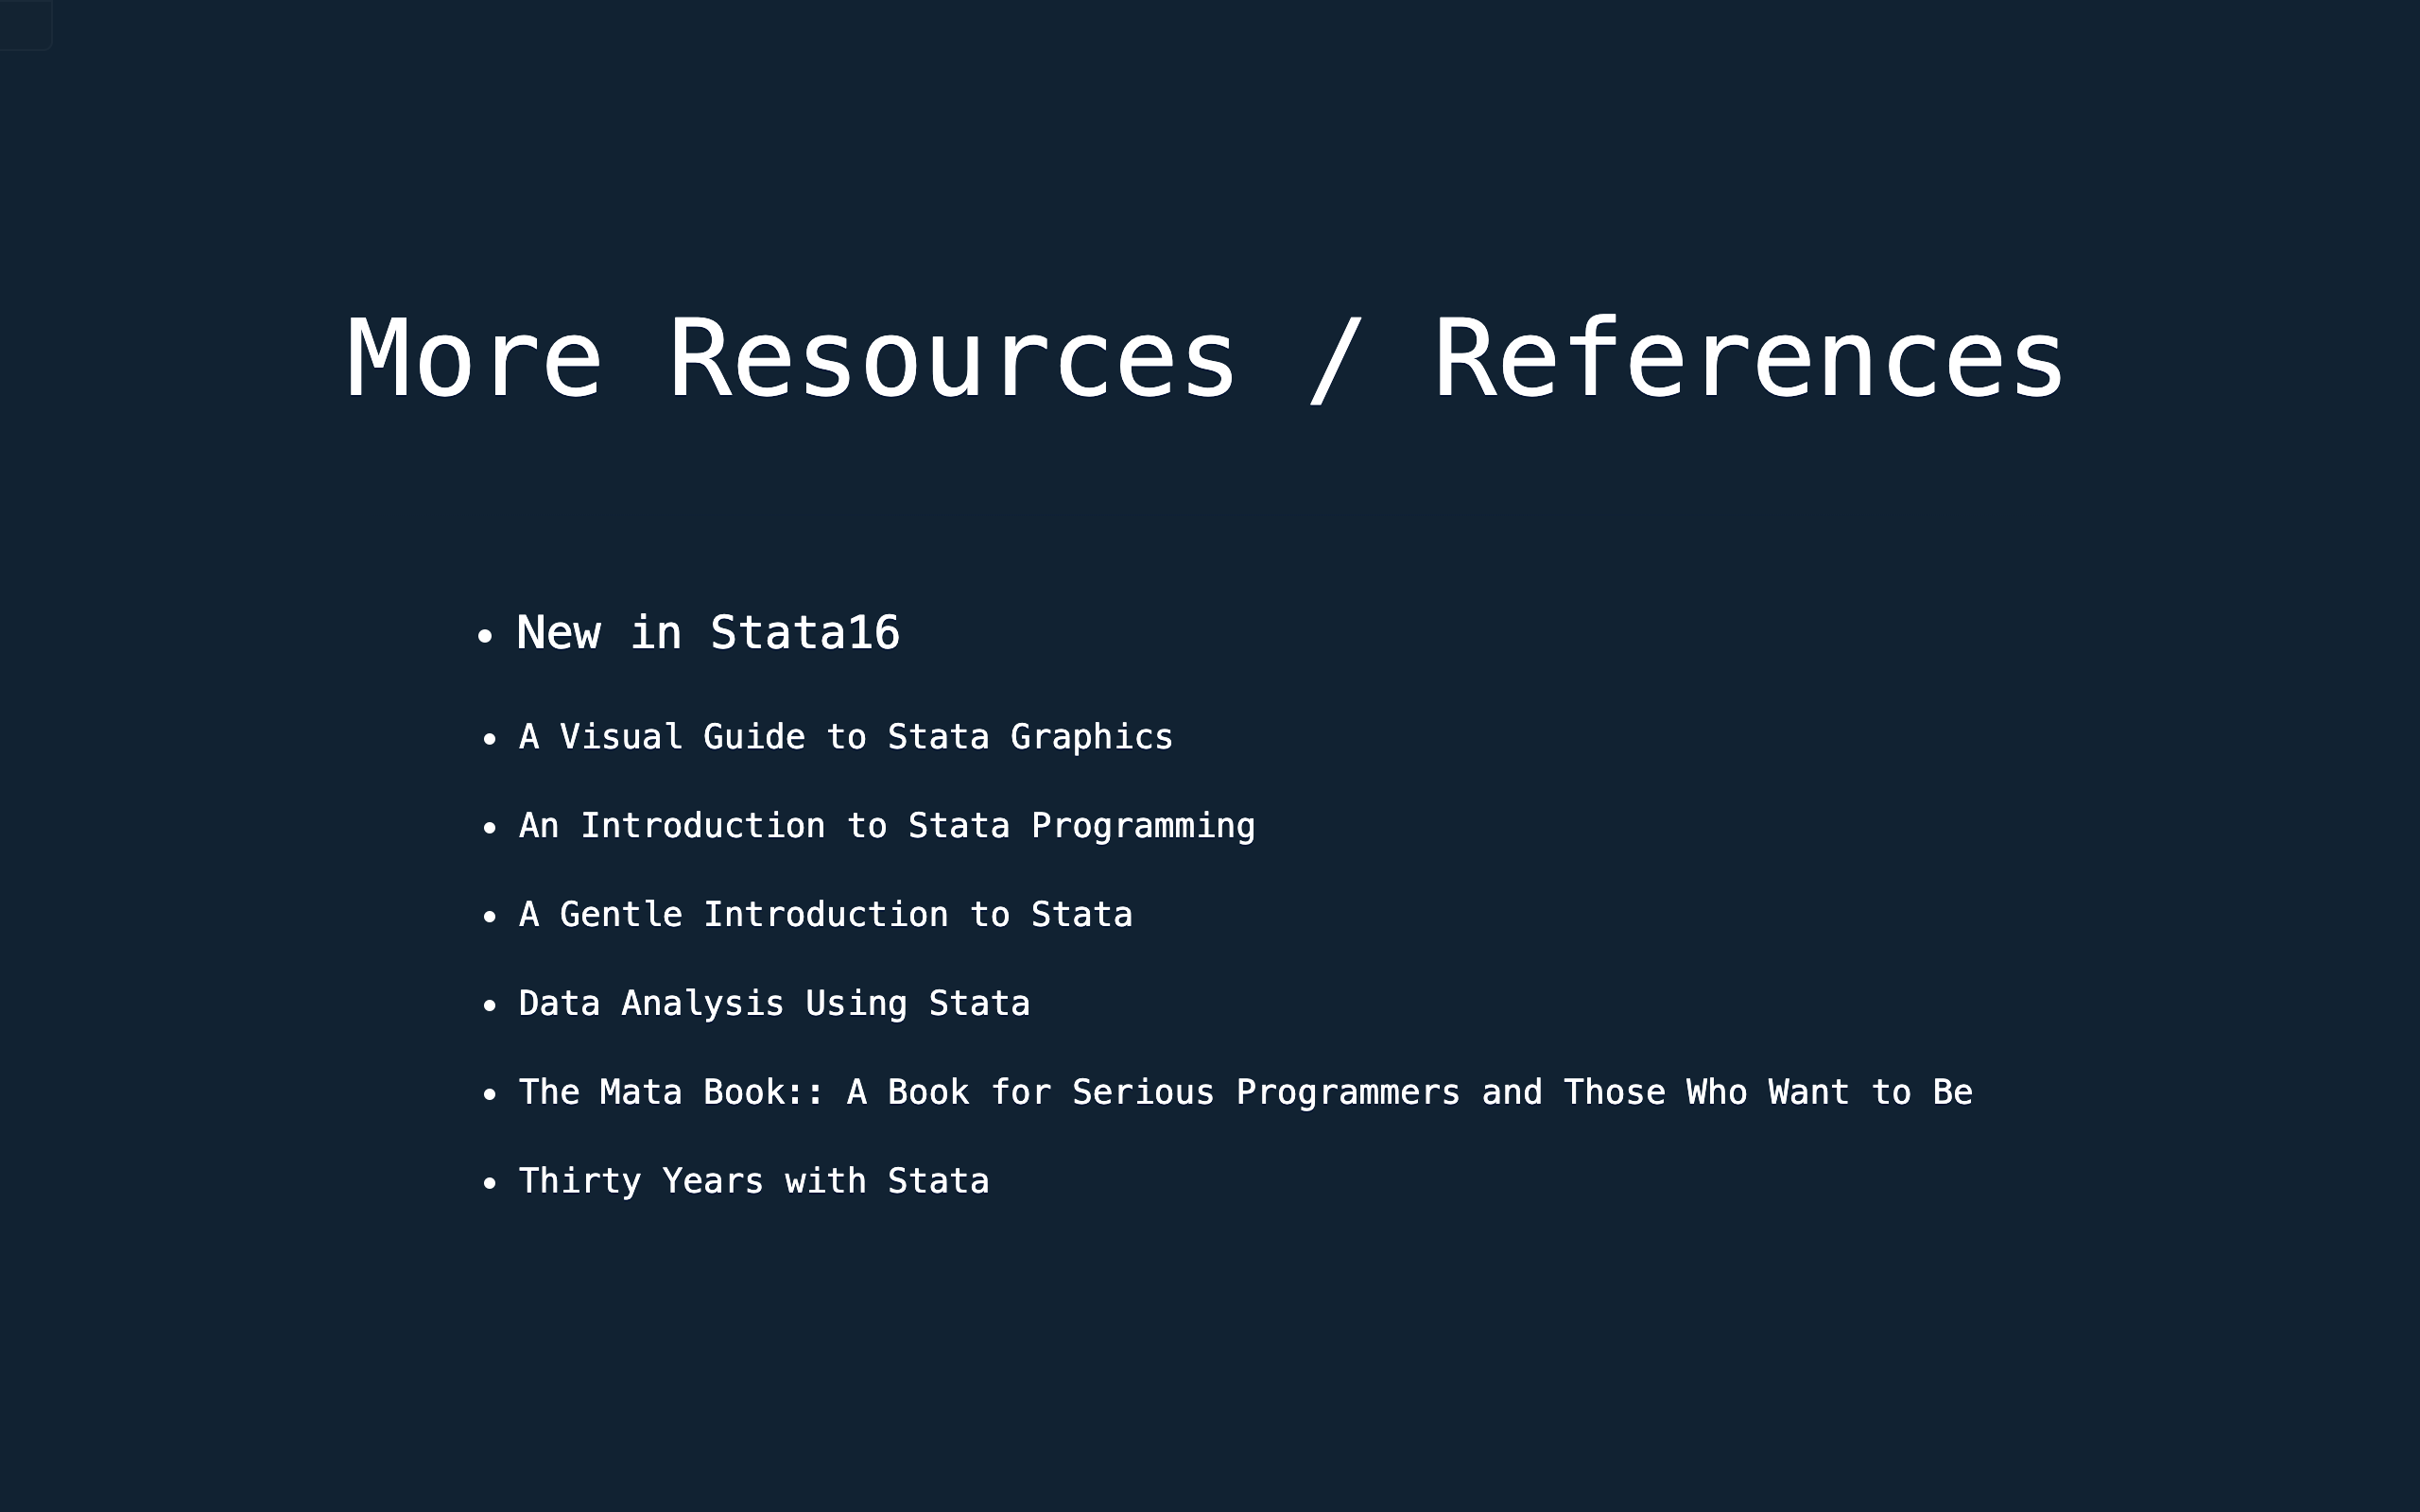 More Resources / References
• New in Stata16
• A Visual Guide to Stata Graphics
• An Introduction to Stata Programming
• A Gentle Introduction to Stata
• Data Analysis Using Stata
• The Mata Book:: A Book for Serious Programmers and Those Who Want to Be
• Thirty Years with Stata